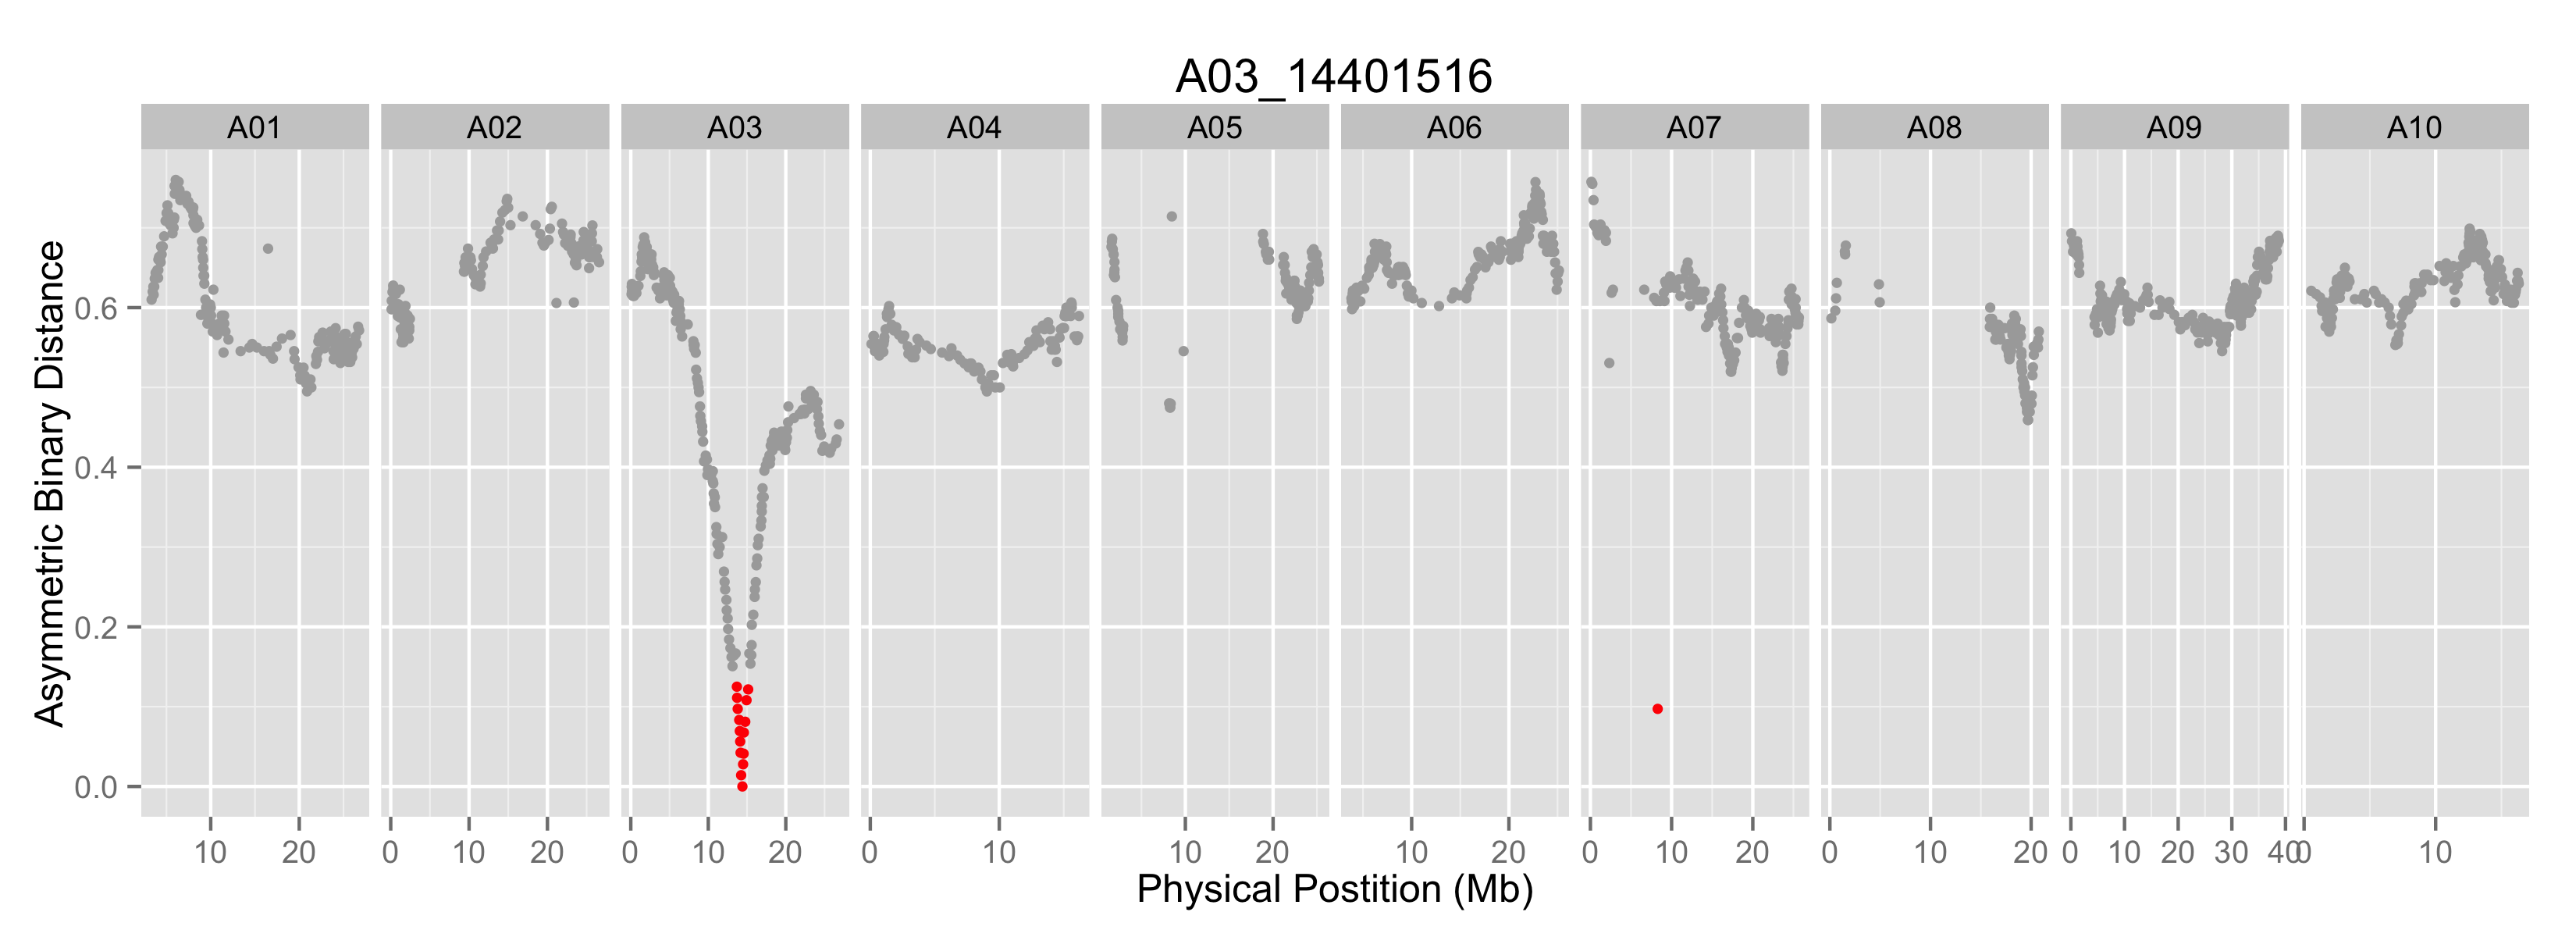 A03_14401516
A01 A02 A03 A04 A05 A06 A07 A08 A09 A10
Asymmetric Binary Distance
0.6
0.4
0.2
0.0
10 20 0 10 20 0 10 20 0 10 10 20 10 20 0 10 20 0 10 20 0 10 20 30 40 0 10
Physical Postition (Mb)